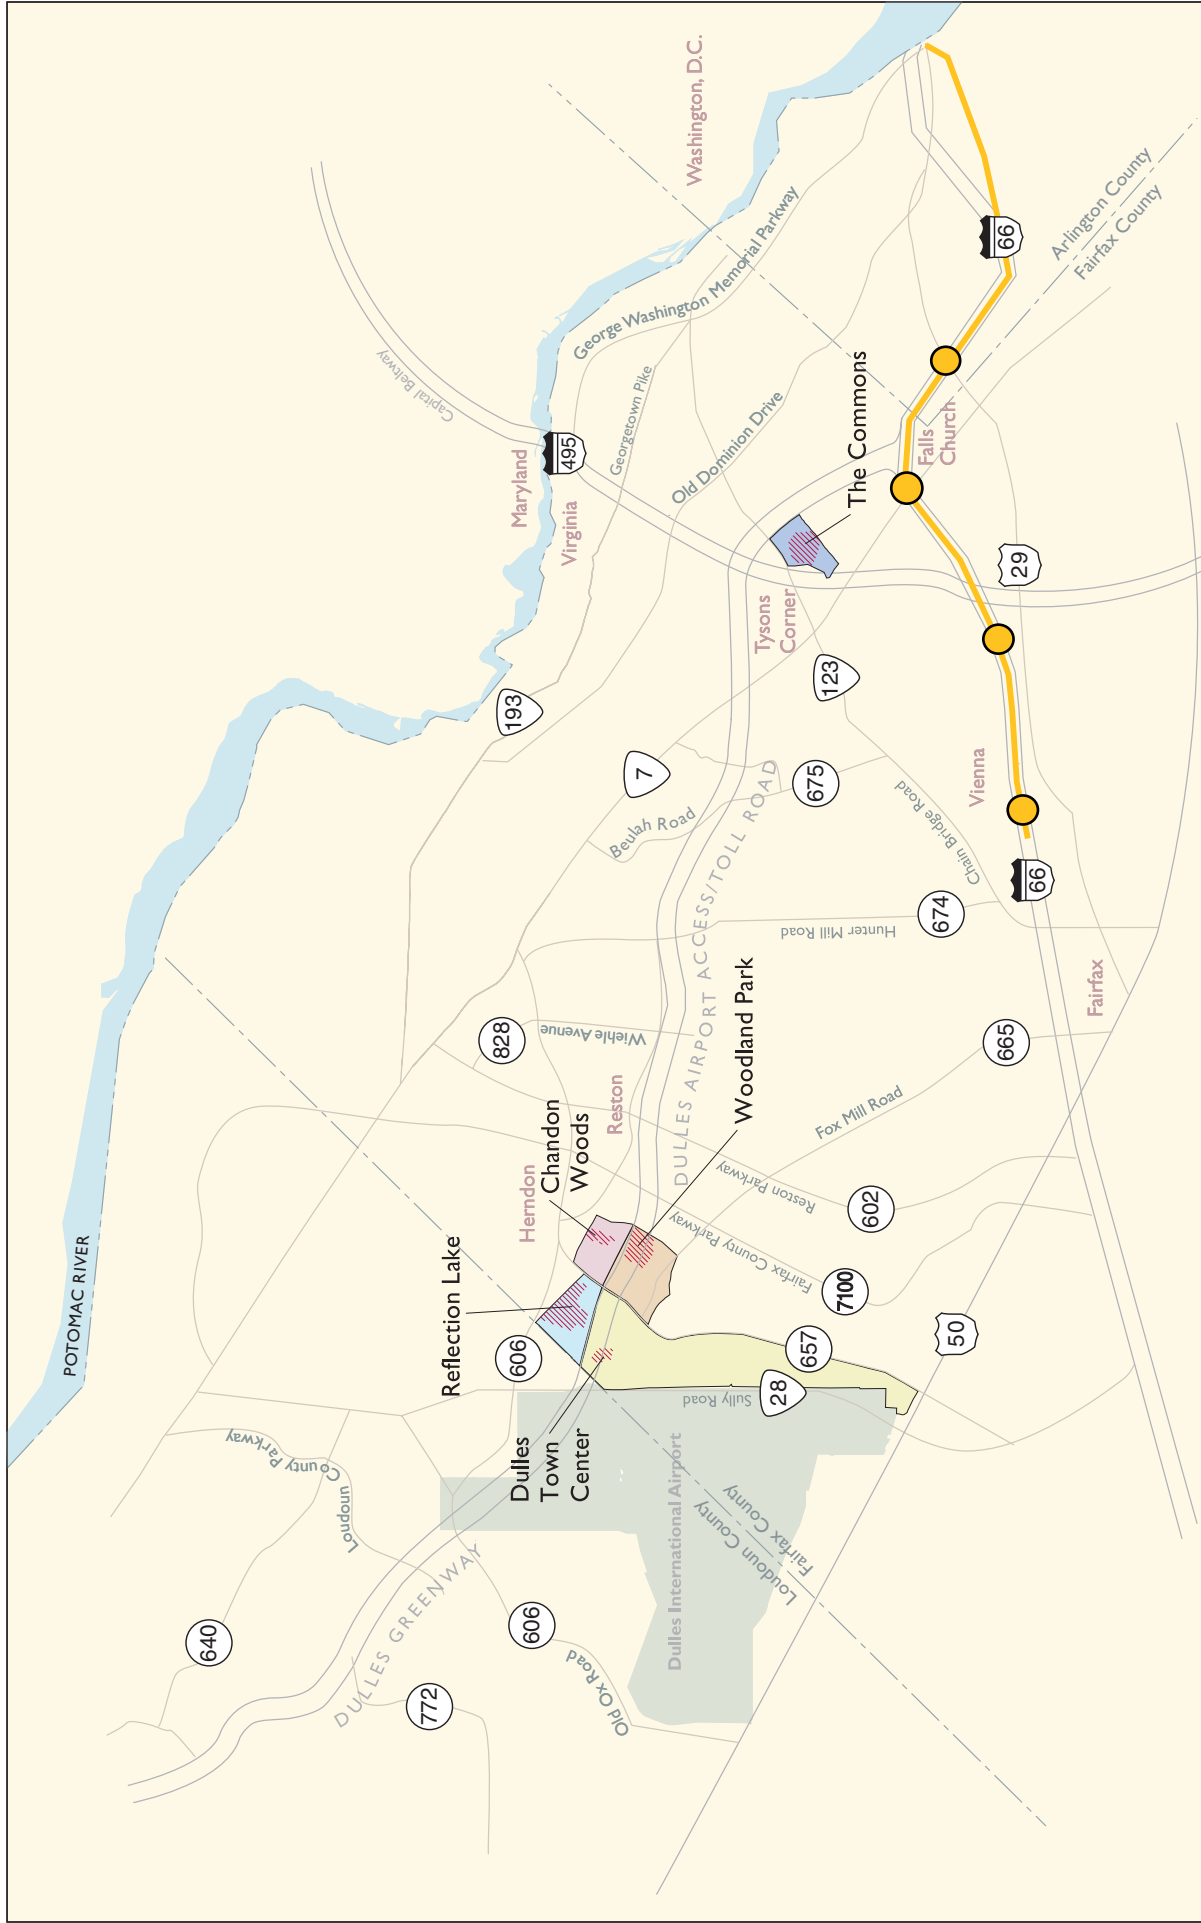 POTOMAC RIVER
Washington, D.C.
Capital Beltway
Maryland
Virginia
495
George Washington Memorial Parkway
Georgetown Pike
Old Dominion Drive
Arlington County
Fairfax County
66
The Commons
Falls
Church
Tysons
Corner
29
193
123
7
675
Beulah Road
Chain Bridge Road
Vienna
66
DULLES AIRPORT ACCESS/TOLL ROAD
Hunter Mill Road
674
828
Wiehle Avenue
Woodland Park
Fairfax
665
Fox Mill Road
Reston
Chandon
Woods
Herndon
Reston Parkway
602
Fairfax County Parkway
7100
Reflection Lake
606
657
50
28
Sully Road
Dulles
Town
Center
Loudoun County Parkway
Dulles International Airport
Fairfax County
Loudoun County
DULLES GREENWAY
640
606
Old Ox Road
772